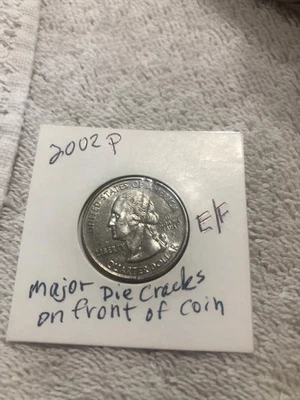 2002 P
UNITED STATES OF AMERICA
LIBERTY
E/F
QUARTER DOLLAR
major Die Cracks
on front of Coin